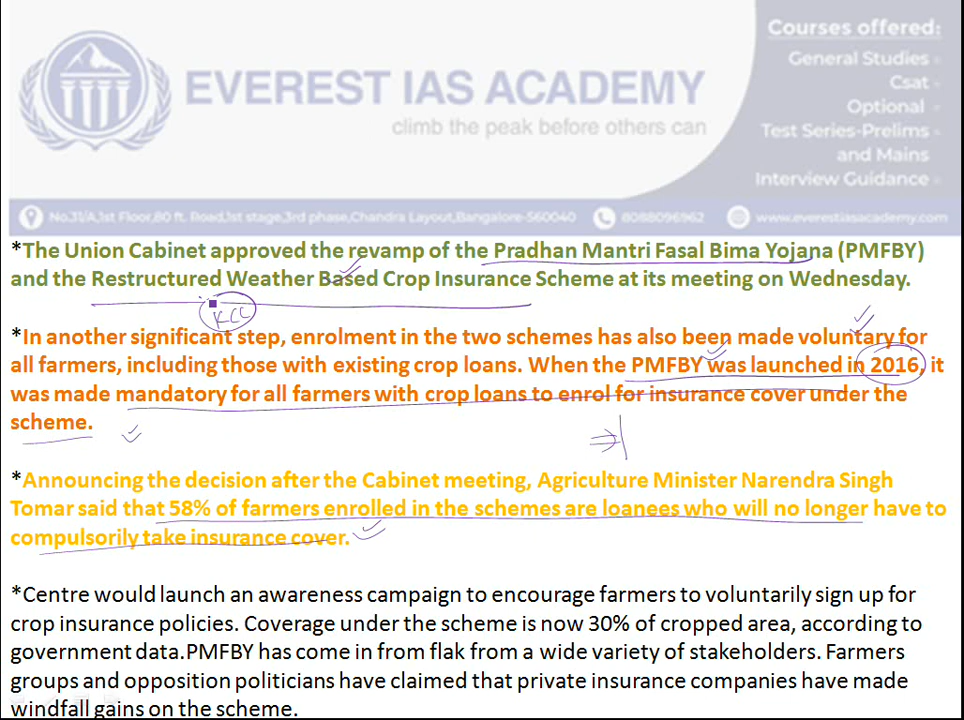 Courses offered:
EVEREST IAS ACADEMY
climb the peak before others can
General Studies
Csat
Optional
Test Series-Prelims
and Mains
Interview Guidance
No.31/A,1st Floor,80 ft. Road,1st stage,3rd phase,Chandra Layout,Bangalore-560040 8088096962 www.everestiasacademy.com
*The Union Cabinet approved the revamp of the Pradhan Mantri Fasal Bima Yojana (PMFBY)
and the Restructured Weather Based Crop Insurance Scheme at its meeting on Wednesday.
KCC
*In another significant step, enrolment in the two schemes has also been made voluntary for
all farmers, including those with existing crop loans. When the PMFBY was launched in 2016, it
was made mandatory for all farmers with crop loans to enrol for insurance cover under the
scheme.
*Announcing the decision after the Cabinet meeting, Agriculture Minister Narendra Singh
Tomar said that 58% of farmers enrolled in the schemes are loanees who will no longer have to
compulsorily take insurance cover.
*Centre would launch an awareness campaign to encourage farmers to voluntarily sign up for
crop insurance policies. Coverage under the scheme is now 30% of cropped area, according to
government data.PMFBY has come in from flak from a wide variety of stakeholders. Farmers
groups and opposition politicians have claimed that private insurance companies have made
windfall gains on the scheme.